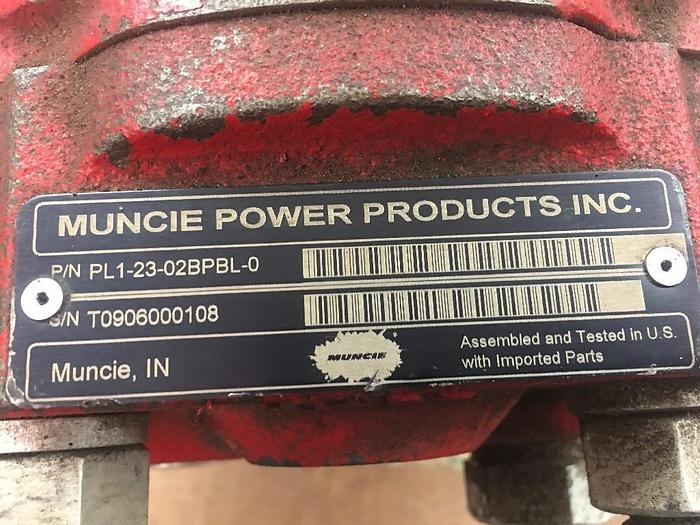 MUNCIE POWER PRODUCTS INC.
P/N PL1-23-02BPBL-0
S/N T0906000108
Muncie, IN
MUNCIE
Assembled and Tested in U.S.
with Imported Parts